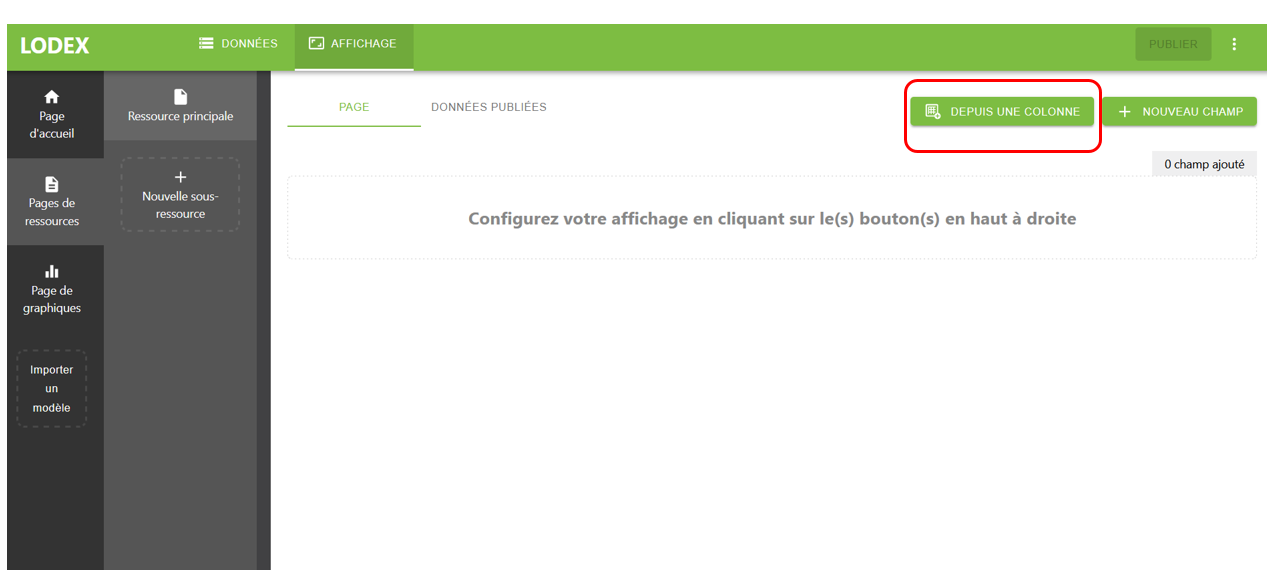 LODEX
DONNÉES
AFFICHAGE
PUBLIER
Page
d'accueil
Pages de
ressources
Page de
graphiques
Importer
un
modèle
Ressource principale
Nouvelle sous-
ressource
PAGE
DONNÉES PUBLIÉES
DEPUIS UNE COLONNE
NOUVEAU CHAMP
0 champ ajouté
Configurez votre affichage en cliquant sur le(s) bouton(s) en haut à droite